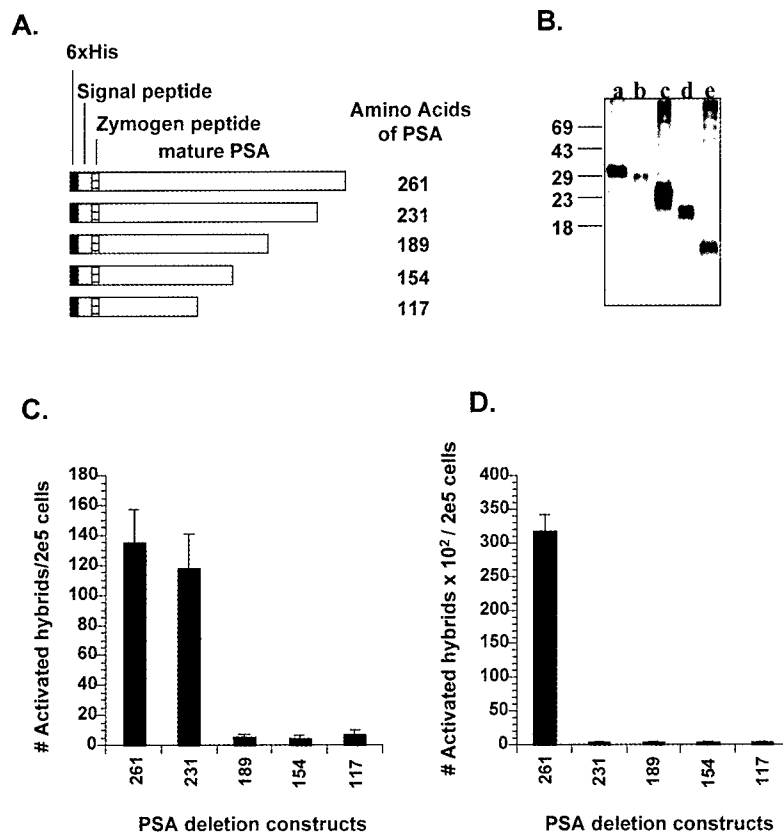 A.
6xHis
Signal peptide
Zymogen peptide
mature PSA
Amino Acids
of PSA
261
231
189
154
117
B.
a b c d e
69
43
29
23
18
C.
# Activated hybrids/2e5 cells
180
160
140
120
100
80
60
40
20
0
261 231 189 154 117
PSA deletion constructs
D.
# Activated hybrids x 10² / 2e5 cells
400
350
300
250
200
150
100
50
0
261 231 189 154 117
PSA deletion constructs